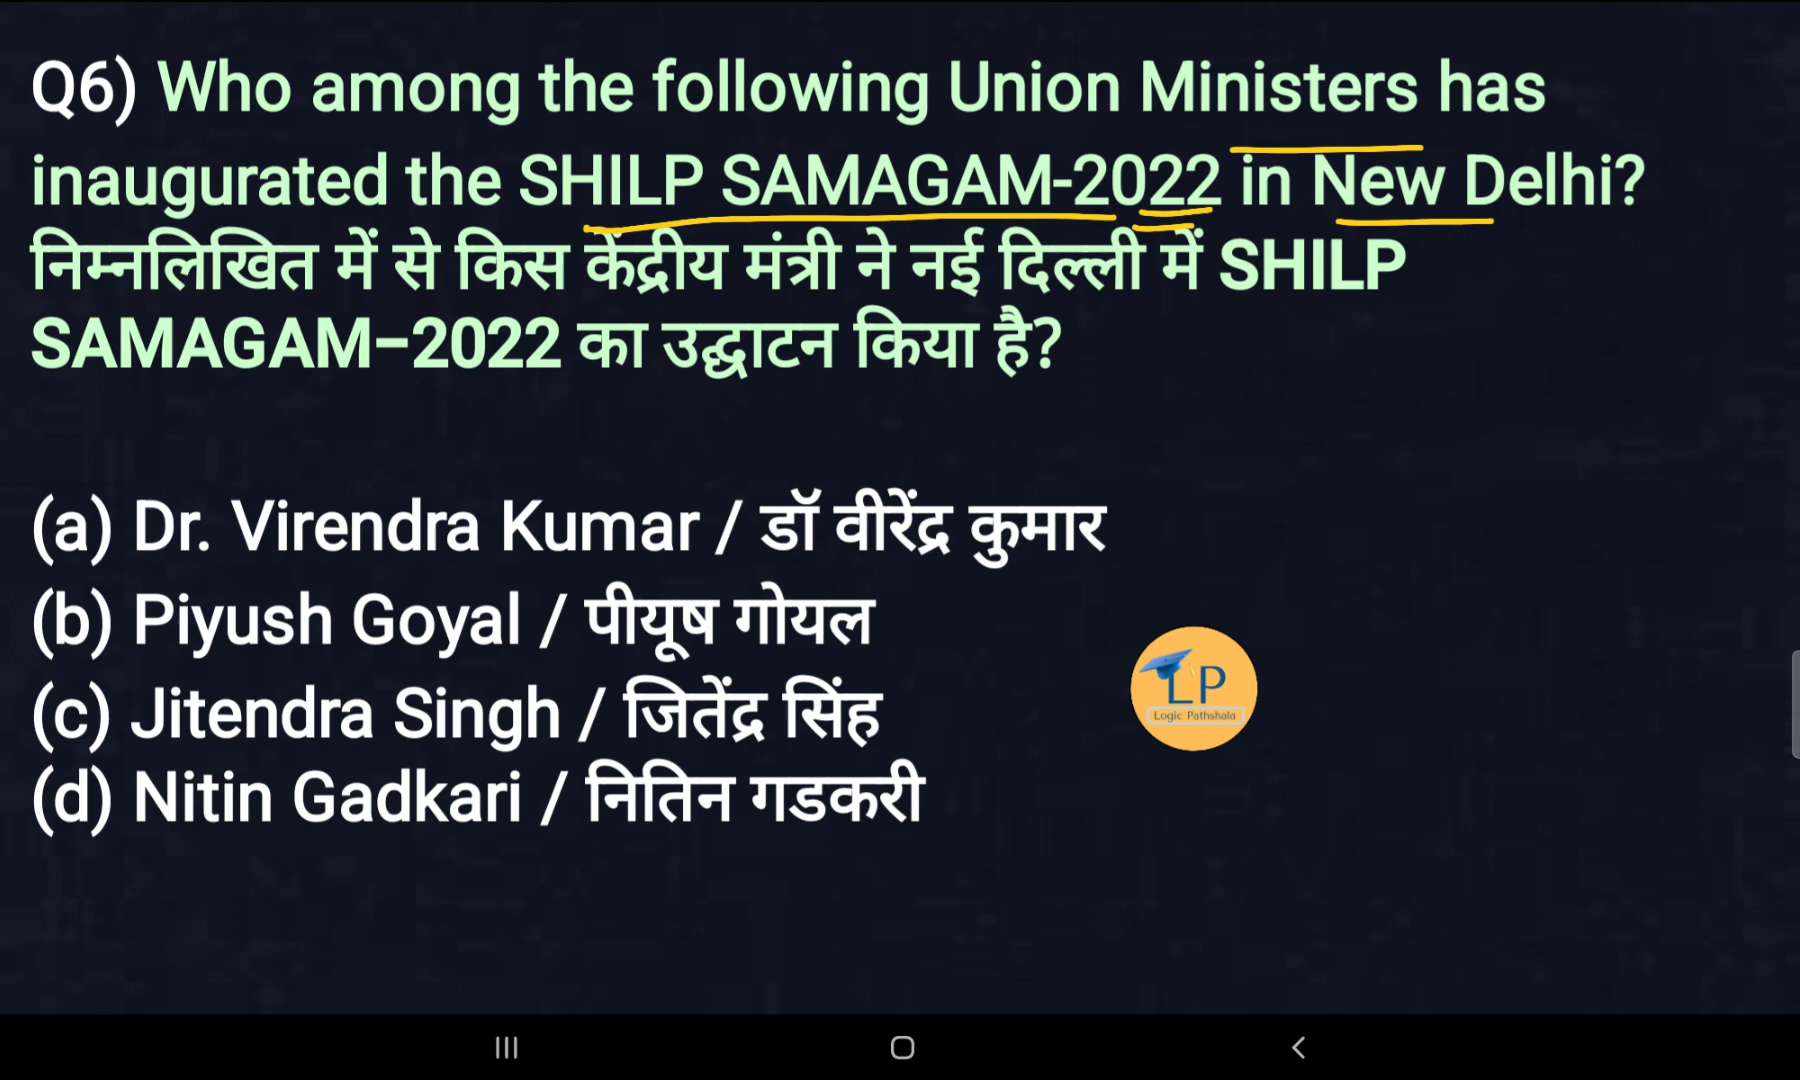 Q6) Who among the following Union Ministers has
inaugurated the SHILP SAMAGAM-2022 in New Delhi?
निम्नलिखित में से किस केंद्रीय मंत्री ने नई दिल्ली में SHILP
SAMAGAM-2022 का उद्घाटन किया है?
(a) Dr. Virendra Kumar / डॉ वीरेंद्र कुमार
(b) Piyush Goyal / पीयूष गोयल
(c) Jitendra Singh / जितेंद्र सिंह
(d) Nitin Gadkari / नितिन गडकरी
LP
Logic Pathshala